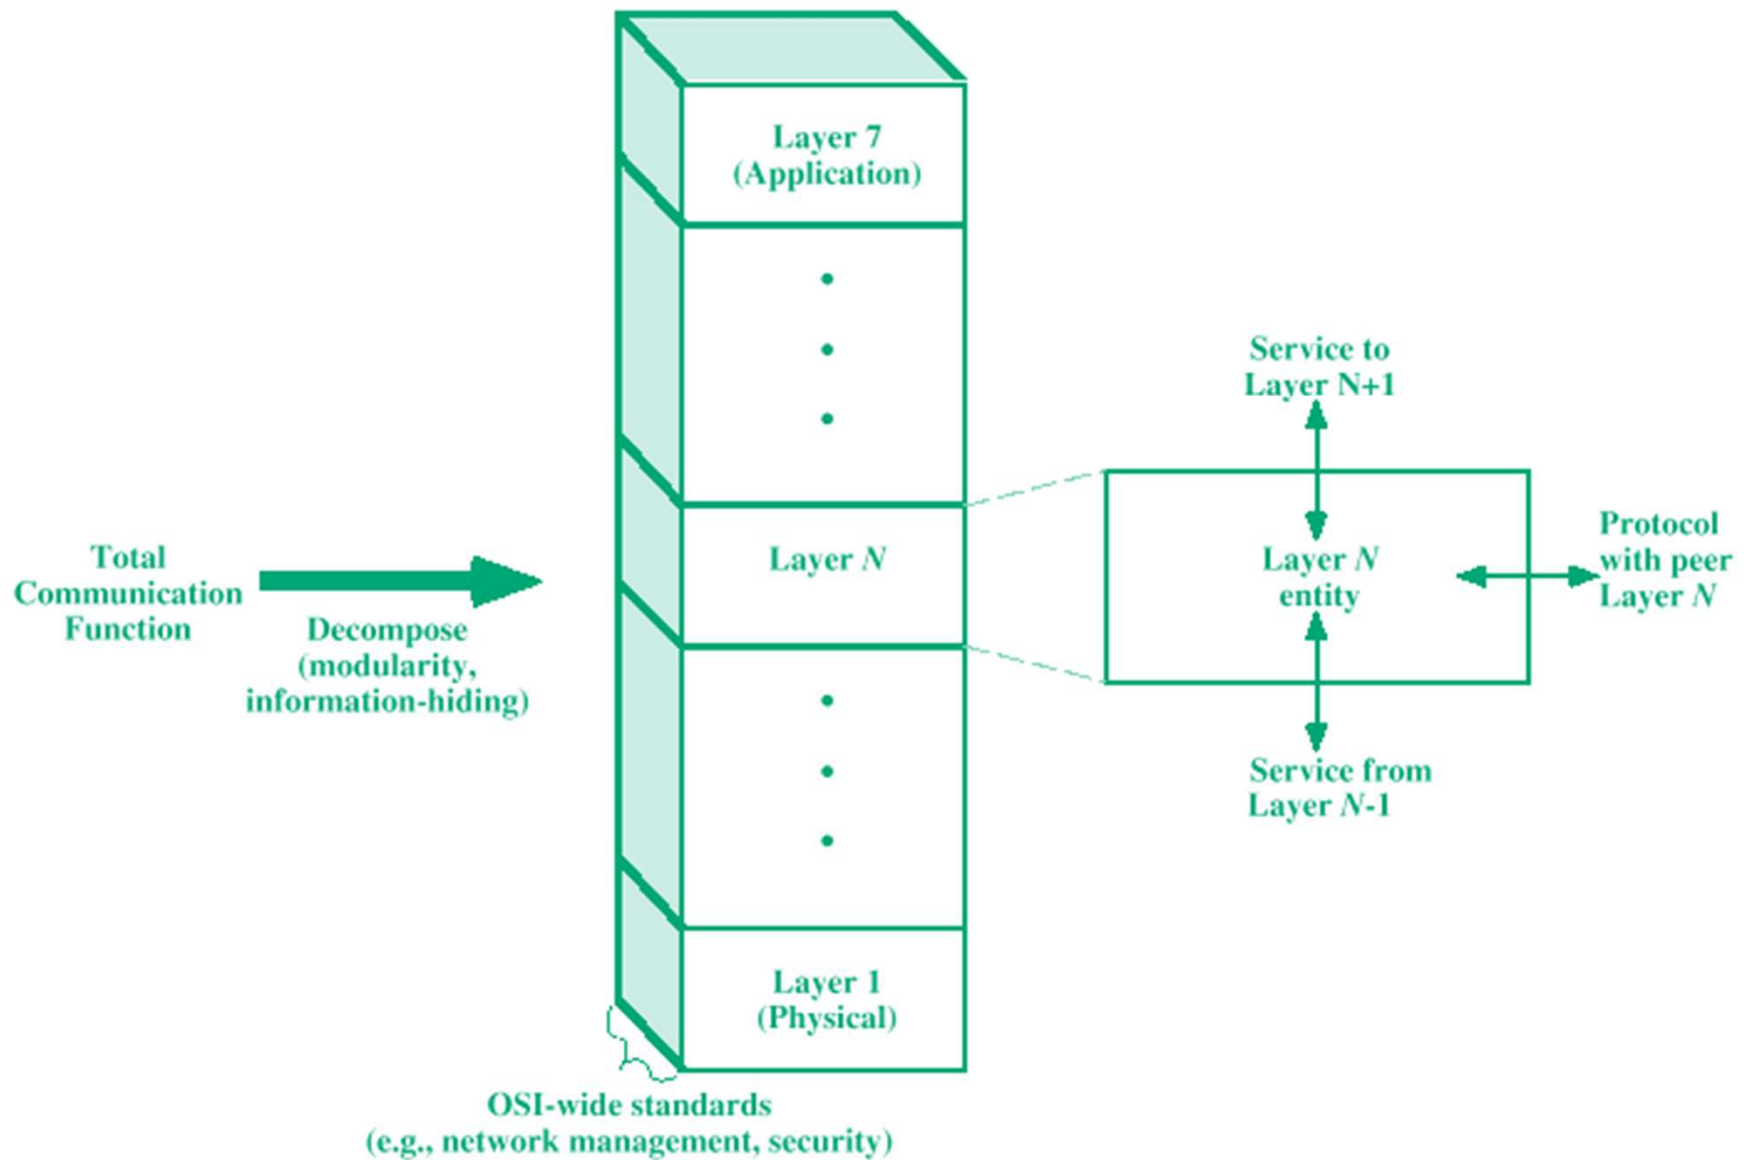 Layer 7
(Application)
Service to
Layer N+1
Total
Communication
Function
Decompose
(modularity,
information-hiding)
Layer N
Layer N
entity
Protocol
with peer
Layer N
Service from
Layer N-1
Layer 1
(Physical)
OSI-wide standards
(e.g., network management, security)